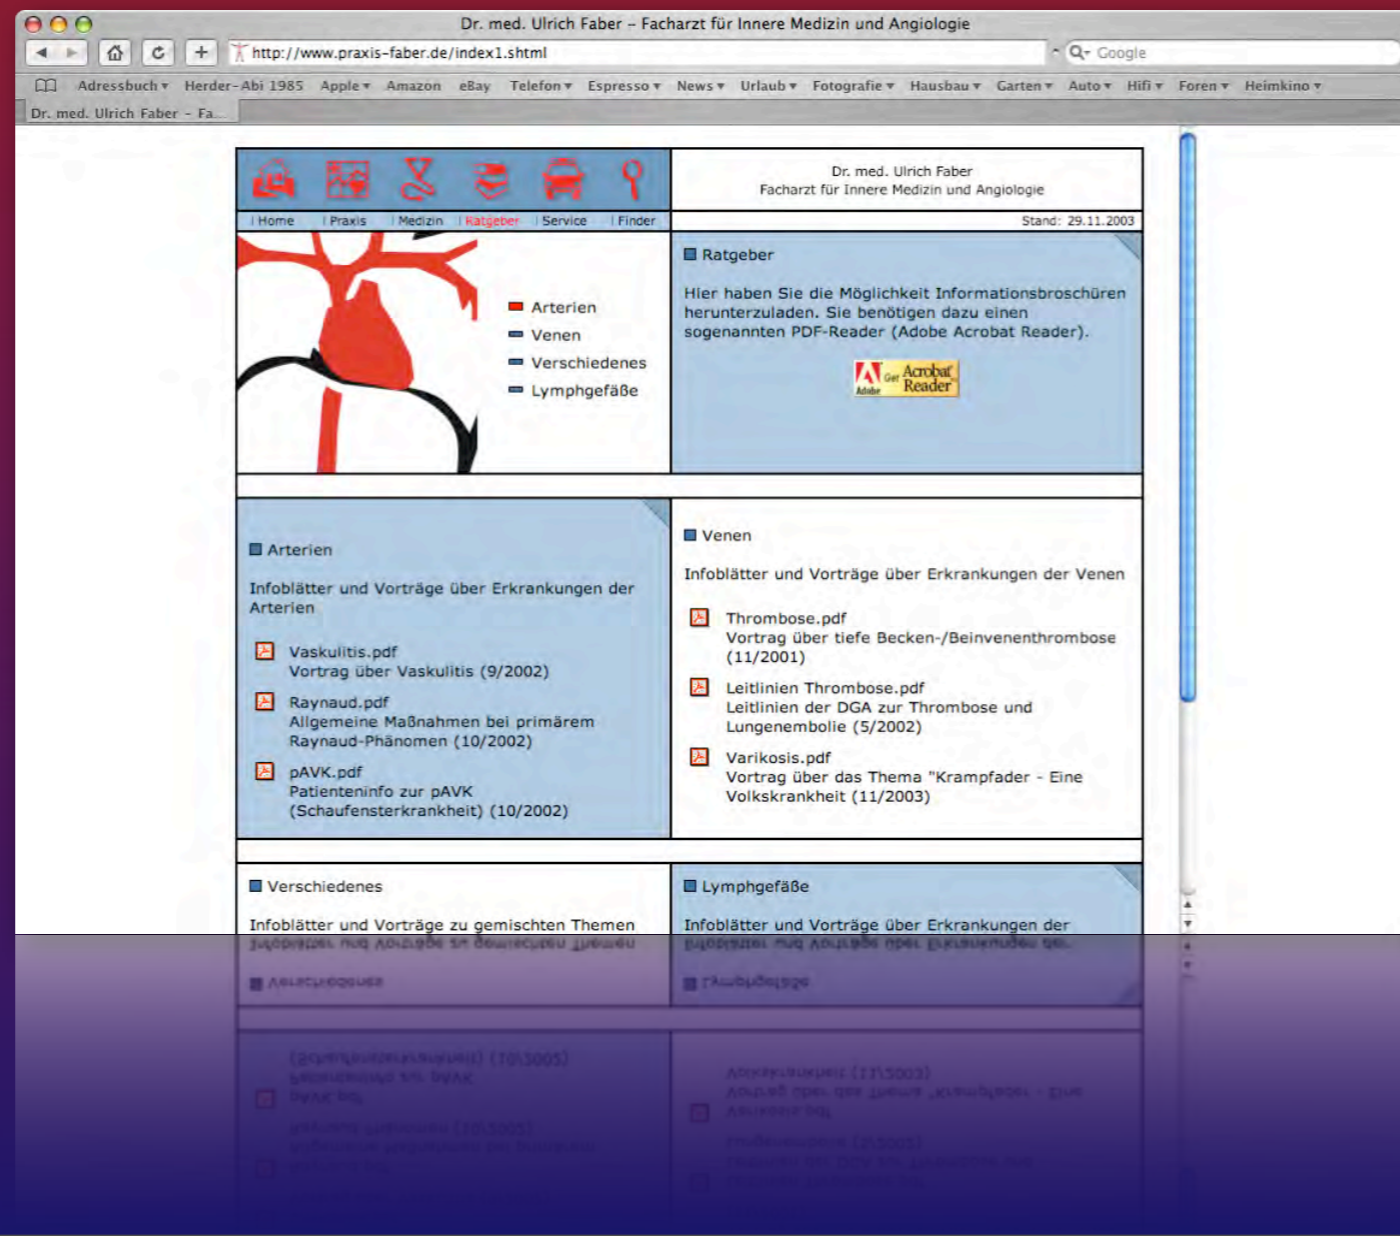 Dr. med. Ulrich Faber – Facharzt für Innere Medizin und Angiologie
http://www.praxis-faber.de/index1.shtml
Google
Adressbuch Herder-Abi 1985 Apple Amazon eBay Telefon Espresso News Urlaub Fotografie Hausbau Garten Auto Hifi Foren Heimkino
Dr. med. Ulrich Faber – Fa...
Dr. med. Ulrich Faber
Facharzt für Innere Medizin und Angiologie
| Home | Praxis | Medizin | Ratgeber | Service | Finder
Stand: 29.11.2003
Arterien
Venen
Verschiedenes
Lymphgefäße
Ratgeber
Hier haben Sie die Möglichkeit Informationsbroschüren
herunterzuladen. Sie benötigen dazu einen
sogenannten PDF-Reader (Adobe Acrobat Reader).
Adobe Get Acrobat
Reader
Arterien
Infoblätter und Vorträge über Erkrankungen der
Arterien
Vaskulitis.pdf
Vortrag über Vaskulitis (9/2002)
Raynaud.pdf
Allgemeine Maßnahmen bei primärem
Raynaud-Phänomen (10/2002)
pAVK.pdf
Patienteninfo zur pAVK
(Schaufensterkrankheit) (10/2002)
Venen
Infoblätter und Vorträge über Erkrankungen der Venen
Thrombose.pdf
Vortrag über tiefe Becken-/Beinvenenthrombose
(11/2001)
Leitlinien Thrombose.pdf
Leitlinien der DGA zur Thrombose und
Lungenembolie (5/2002)
Varikosis.pdf
Vortrag über das Thema "Krampfader - Eine
Volkskrankheit (11/2003)
Verschiedenes
Infoblätter und Vorträge zu gemischten Themen
Lymphgefäße
Infoblätter und Vorträge über Erkrankungen der